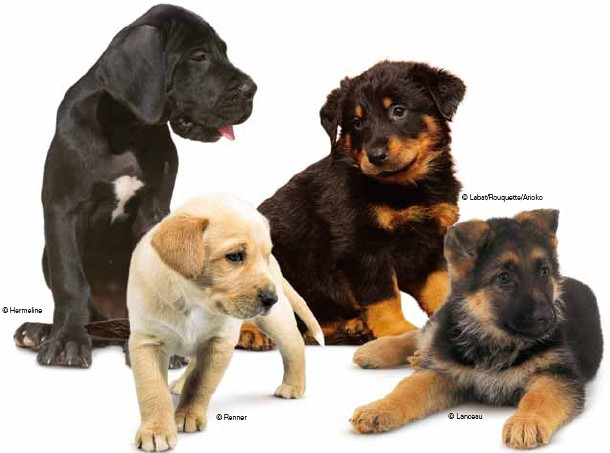 © Labat/Rouquette/Arioko
© Hermeline
© Renner
© Lanceau